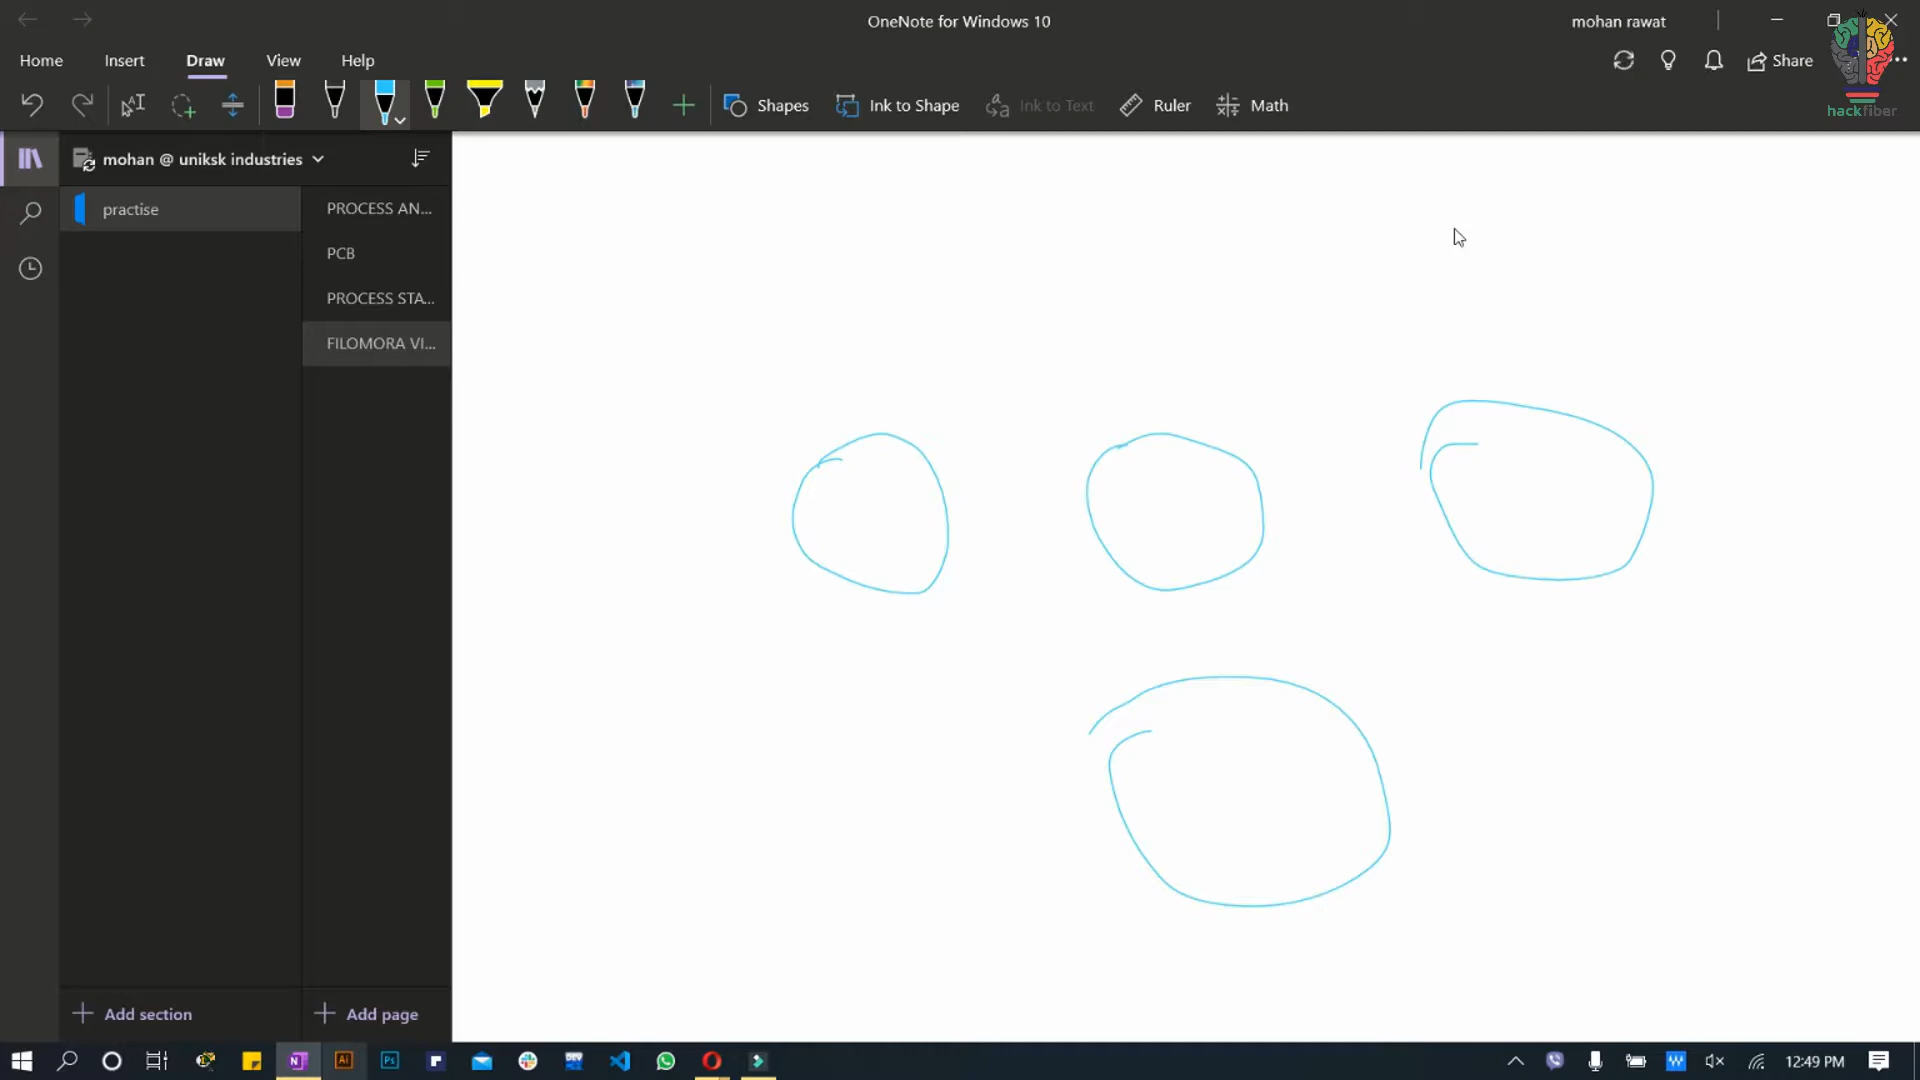 OneNote for Windows 10
mohan rawat
Home Insert Draw View Help
Share
hackfiber
Shapes Ink to Shape Ink to Text Ruler Math
mohan @ uniksk industries
practise
PROCESS AN...
PCB
PROCESS STA...
FILOMORA VI...
Add section
Add page
12:49 PM